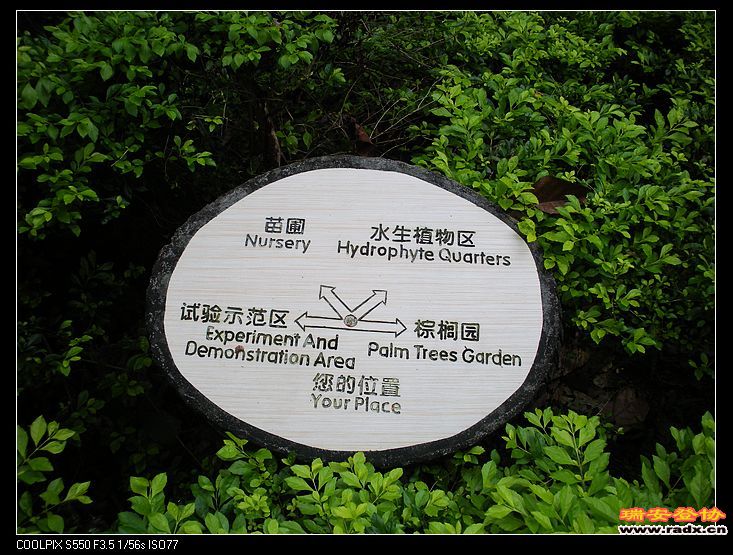 苗圃
Nursery
水生植物区
Hydrophyte Quarters
试验示范区
Experiment And
Demonstration Area
棕榈园
Palm Trees Garden
您的位置
Your Place
瑞安登协
www.radx.cn
COOLPIX S550 F3.5 1/56s ISO77